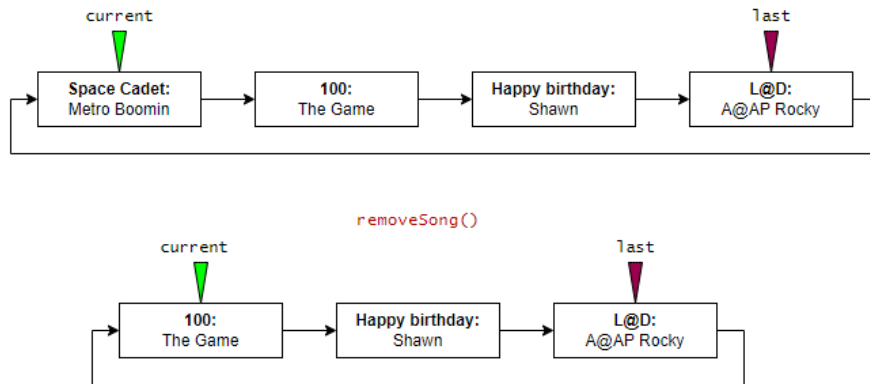 current
last
Space Cadet:
Metro Boomin
100:
The Game
Happy birthday:
Shawn
L@D:
A@AP Rocky
removeSong()
current
last
100:
The Game
Happy birthday:
Shawn
L@D:
A@AP Rocky